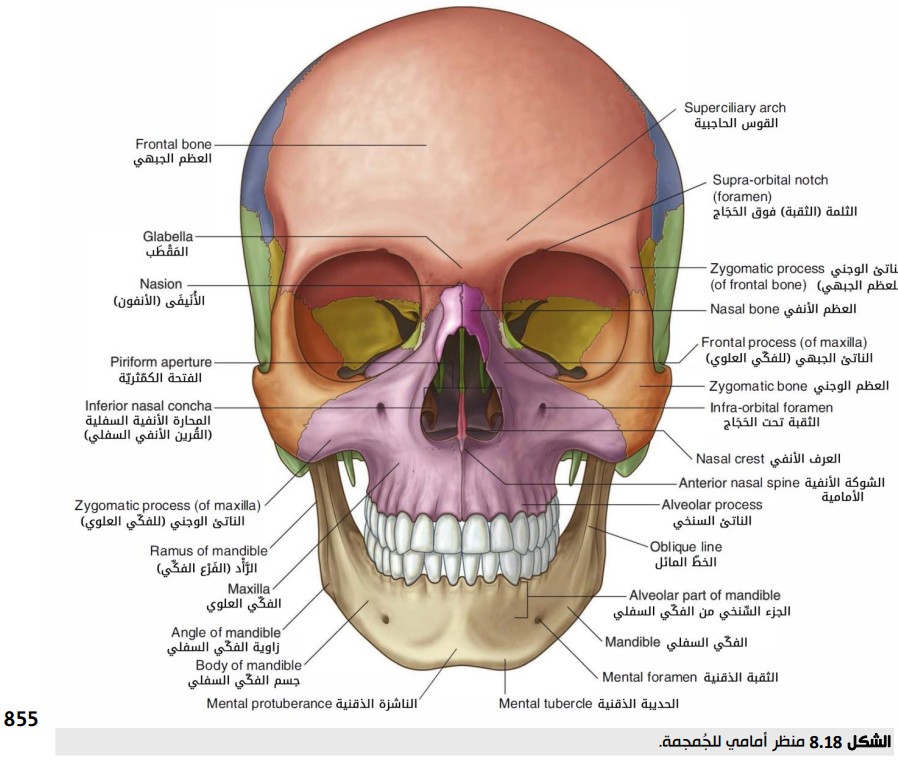 Frontal bone
العظم الجبهي
Glabella
المَقْطَب
Nasion
الأُنَيفَى (الأنفون)
Piriform aperture
الفتحة الكمّثريّة
Inferior nasal concha
المحارة الأنفية السفلية
(القُرين الأنفي السفلي)
Zygomatic process (of maxilla)
الناتئ الوجني (للفكّي العلوي)
Ramus of mandible
الرَّأْد (الفَرْع الفكّي)
Maxilla
الفكّي العلوي
Angle of mandible
زاوية الفكّي السفلي
Body of mandible
جسم الفكّي السفلي
Mental protuberance الناشزة الذقنية
Superciliary arch
القوس الحاجبية
Supra-orbital notch
(foramen)
الثلمة (الثقبة) فوق الحَجَاج
Zygomatic process ناتئ الوجني
(of frontal bone) (لعظم الجبهي)
Nasal bone العظم الأنفي
Frontal process (of maxilla)
الناتئ الجبهي (للفكّي العلوي)
Zygomatic bone العظم الوجني
Infra-orbital foramen
الثقبة تحت الحَجَاج
Nasal crest العرف الأنفي
Anterior nasal spine الشوكة الأنفية
الأمامية
Alveolar process
الناتئ السنخي
Oblique line
الخطّ المائل
Alveolar part of mandible
الجزء السِّنخي من الفكّي السفلي
Mandible الفكّي السفلي
Mental foramen الثقبة الذقنية
Mental tubercle الحديبة الذقنية
855
الشكل 8.18 منظر أمامي للجُمجمة.